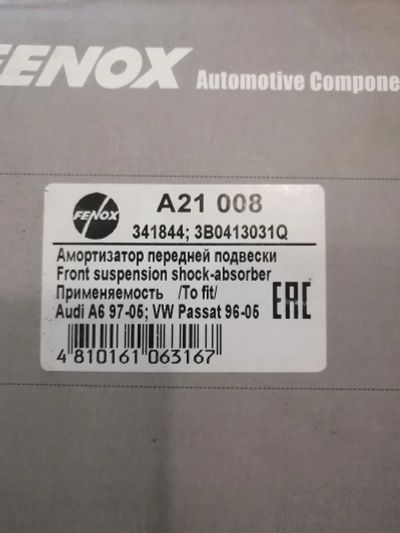 FENOX Automotive Compone
FENOX
A21 008
341844; 3B0413031Q
Амортизатор передней подвески
Front suspension shock-absorber
Применяемость /To fit/
Audi A6 97-05; VW Passat 96-05
EAC
4 810161 063167